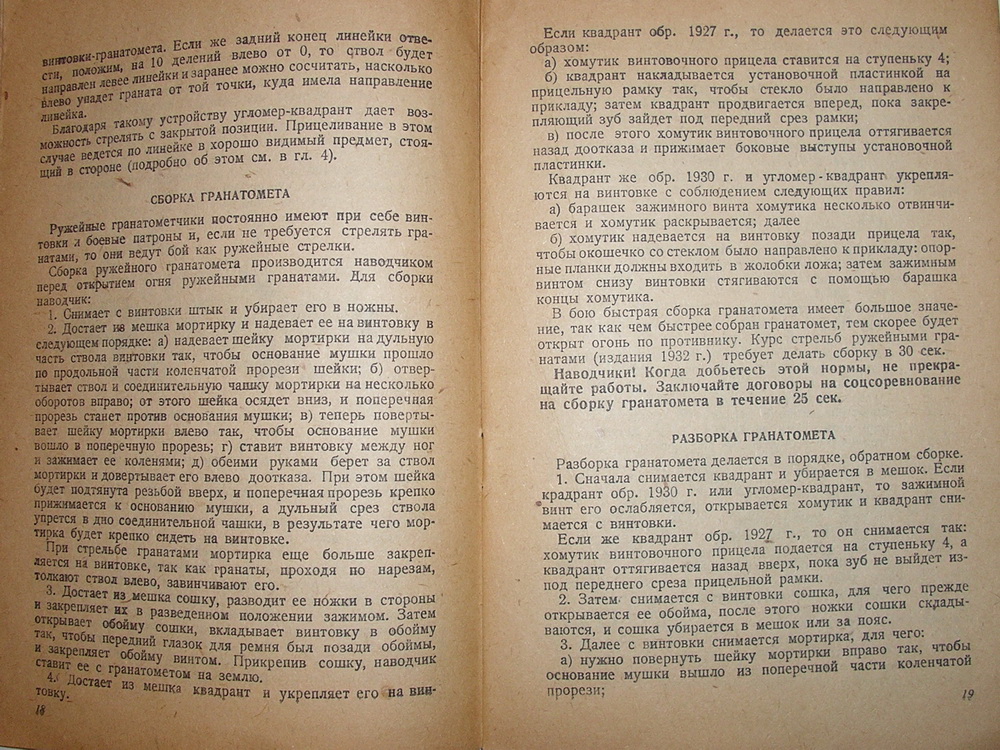 винтовки-гранатомета. Если же задний конец линейки отве-
сти, положим, на 10 делений влево от 0, то ствол будет
направлен левее линейки и заранее можно сосчитать, насколько
влево упадет граната от той точки, куда имела направление
линейка.
Благодаря такому устройству угломер-квадрант дает воз-
можность стрелять с закрытой позиции. Прицеливание в этом
случае ведется по линейке в хорошо видимый предмет, стоя-
щий в стороне (подробно об этом см. в гл. 4).
СБОРКА ГРАНАТОМЕТА
Ружейные гранатометчики постоянно имеют при себе вин-
товки и боевые патроны и, если не требуется стрелять гра-
натами, то они ведут бой как ружейные стрелки.
Сборка ружейного гранатомета производится наводчиком
перед открытием огня ружейными гранатами. Для сборки
наводчик:
1. Снимает с винтовки штык и убирает его в ножны.
2. Достает из мешка мортирку и надевает ее на винтовку в
следующем порядке: а) надевает шейку мортирки на дульную
часть ствола винтовки так, чтобы основание мушки прошло
по продольной части коленчатой прорези шейки; б) отвер-
тывает ствол и соединительную чашку мортирки на несколько
оборотов вправо; от этого шейка осядет вниз, и поперечная
прорезь станет против основания мушки; в) теперь поверты-
вает шейку мортирки влево так, чтобы основание мушки
вошло в поперечную прорезь; г) ставит винтовку между ног
и зажимает ее коленями; д) обеими руками берет за ствол
мортирки и довертывает его влево доотказа. При этом шейка
будет подтянута резьбой вверх, и поперечная прорезь крепко
прижимается к основанию мушки, а дульный срез ствола
упрется в дно соединительной чашки, в результате чего мор-
тирка будет крепко сидеть на винтовке.
При стрельбе гранатами мортирка еще больше закреп-
ляется на винтовке, так как гранаты, проходя по нарезам,
толкают ствол влево, завинчивают его.
3. Достает из мешка сошку, разводит ее ножки в стороны
и закрепляет их в разведенном положении зажимом. Затем
открывает обойму сошки, вкладывает винтовку в обойму
так, чтобы передний глазок для ремня был позади обоймы,
и закрепляет обойму винтом. Прикрепив сошку, наводчик
ставит ее с гранатометом на землю.
4. Достает из мешка квадрант и укрепляет его на вин-
товку.
18
Если квадрант обр. 1927 г., то делается это следующим
образом:
а) хомутик винтовочного прицела ставится на ступеньку 4;
б) квадрант накладывается установочной пластинкой на
прицельную рамку так, чтобы стекло было направлено к
прикладу; затем квадрант продвигается вперед, пока закре-
пляющий зуб зайдет под передний срез рамки;
в) после этого хомутик винтовочного прицела оттягивается
назад доотказа и прижимает боковые выступы установочной
пластинки.
Квадрант же обр. 1930 г. и угломер-квадрант укрепля-
ются на винтовке с соблюдением следующих правил:
а) барашек зажимного винта хомутика несколько отвинчи-
вается и хомутик раскрывается; далее
б) хомутик надевается на винтовку позади прицела так,
чтобы окошечко со стеклом было направлено к прикладу: опор-
ные планки должны входить в жолобки ложа; затем зажимным
винтом снизу винтовки стягиваются с помощью барашка
концы хомутика.
В бою быстрая сборка гранатомета имеет большое значе-
ние, так как чем быстрее собран гранатомет, тем скорее будет
открыт огонь по противнику. Курс стрельб ружейными гра-
натами (издания 1932 г.) требует делать сборку в 30 сек.
Наводчики! Когда добьетесь этой нормы, не прекра-
щайте работы. Заключайте договоры на соцсоревнование
на сборку гранатомета в течение 25 сек.
РАЗБОРКА ГРАНАТОМЕТА
Разборка гранатомета делается в порядке, обратном сборке.
1. Сначала снимается квадрант и убирается в мешок. Если
крадрант обр. 1930 г. или угломер-квадрант, то зажимной
винт его ослабляется, открывается хомутик и квадрант сни-
мается с винтовки.
Если же квадрант обр. 1927 г., то он снимается так:
хомутик винтовочного прицела подается на ступеньку 4, а
квадрант оттягивается назад вверх, пока зуб не выйдет из-
под переднего среза прицельной рамки.
2. Затем снимается с винтовки сошка, для чего прежде
открывается ее обойма, после этого ножки сошки склады-
ваются, и сошка убирается в мешок или за пояс.
3. Далее с винтовки снимается мортирка, для чего:
а) нужно повернуть шейку мортирки вправо так, чтобы
основание мушки вышло из поперечной части коленчатой
прорези;
19